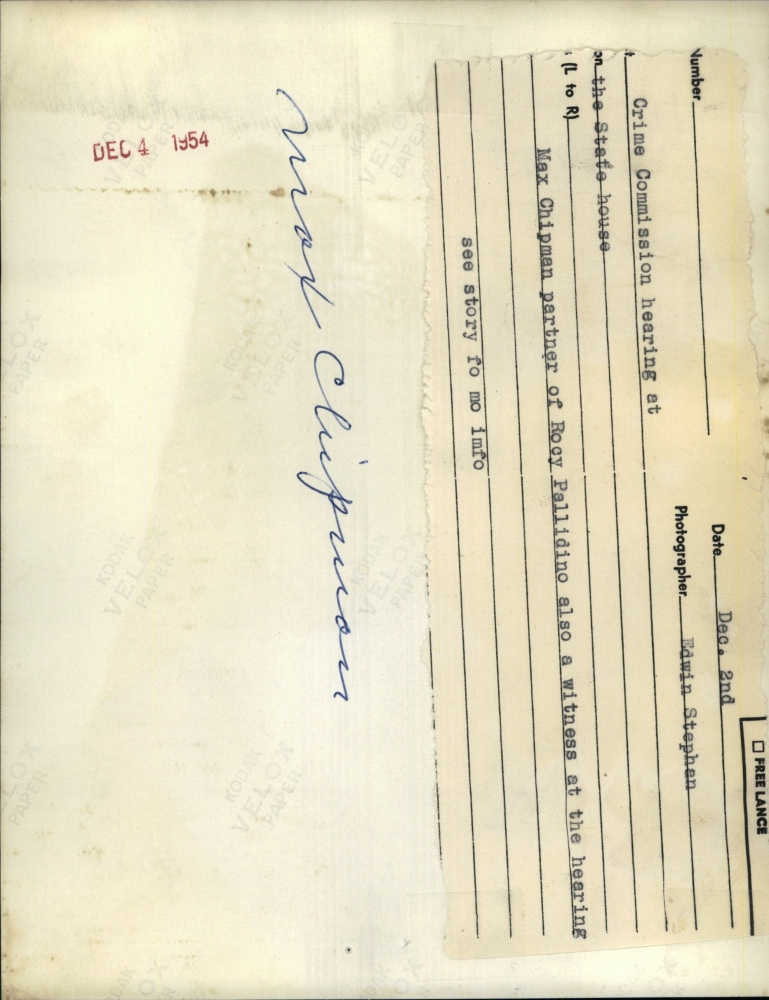 ☐ FREE LANCE
Date Dec. 2nd
Number
Photographer Edwin Stephen
Crime Commission hearing at
on the State house
(L to R)
Max Chipman partner of Rocy Pallidino also a witness at the hearing
see story fo mo imfo
Max Chipman
DEC 4 1954
KODAK
VELOX
PAPER